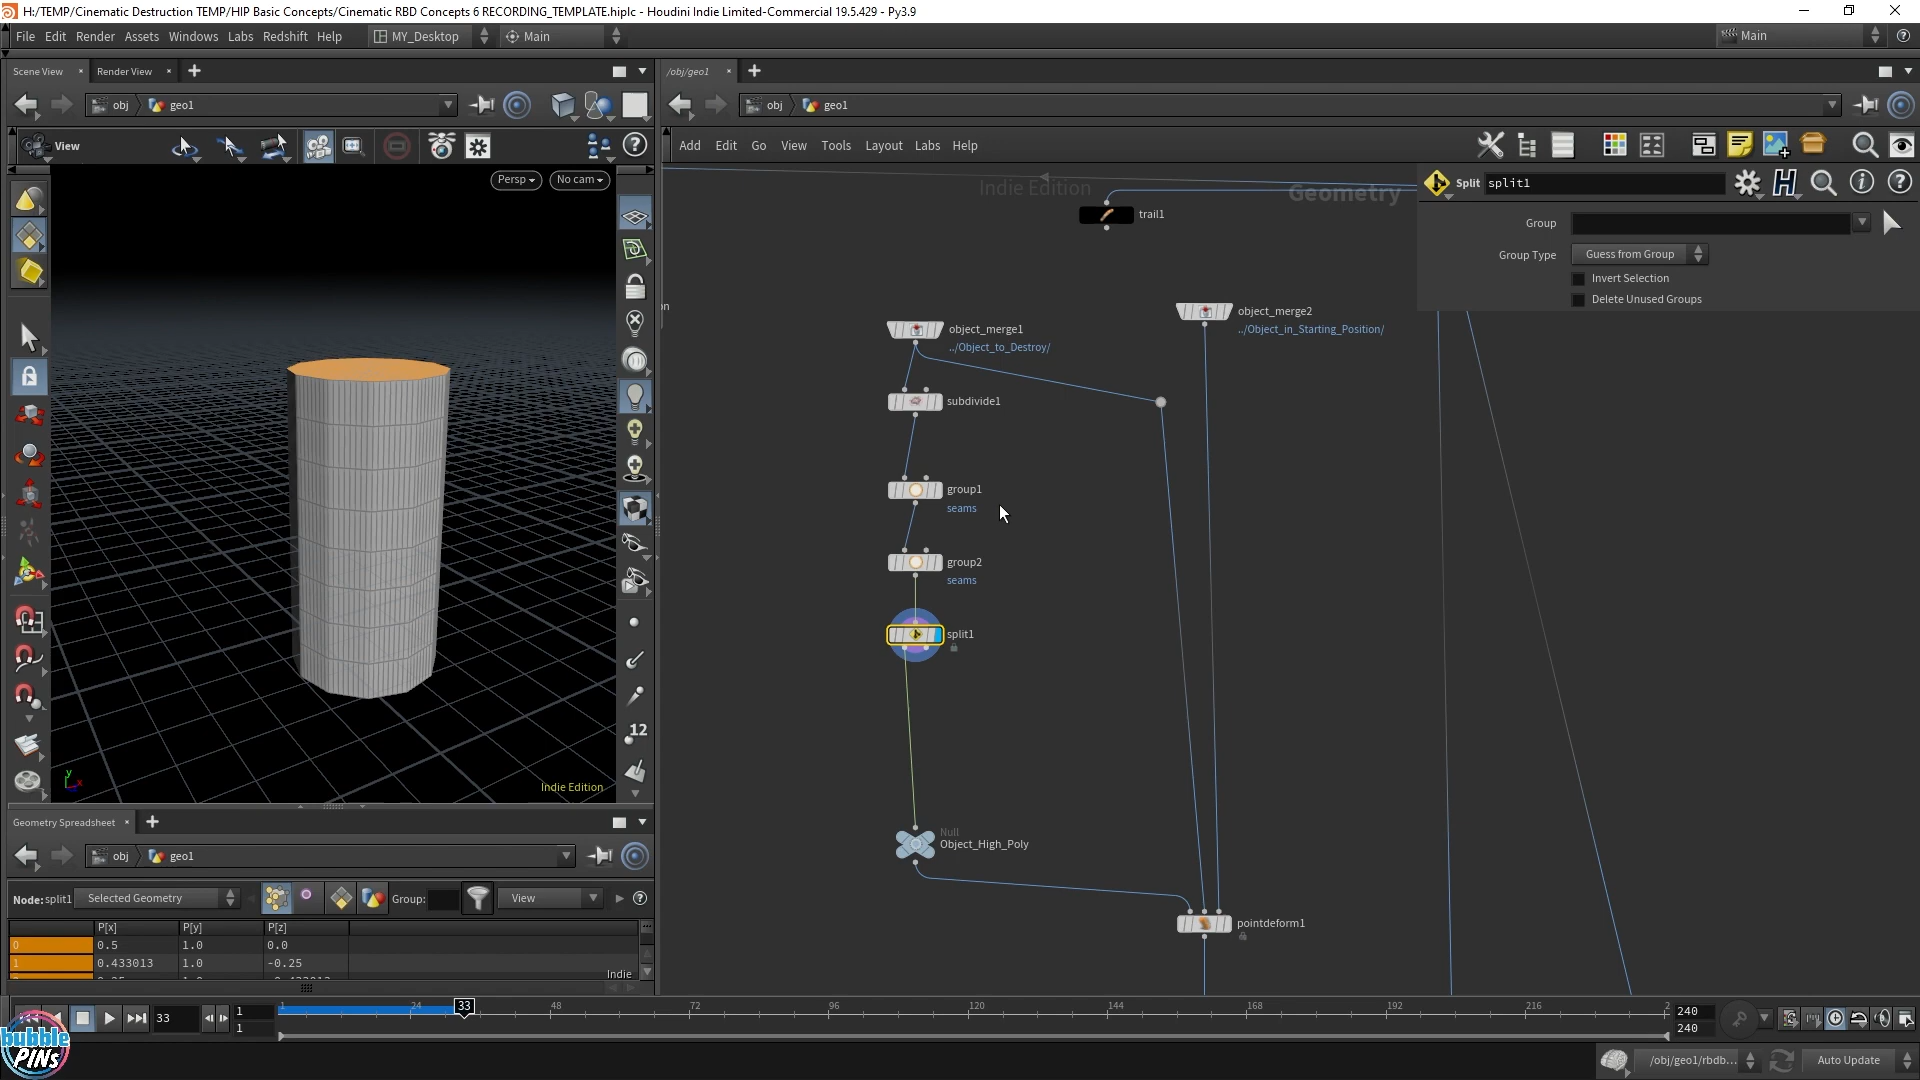 H:/TEMP/Cinematic Destruction TEMP/HIP Basic Concepts/Cinematic RBD Concepts 6 RECORDING_TEMPLATE.hiplc - Houdini Indie Limited-Commercial 19.5.429 - Py3.9
File Edit Render Assets Windows Labs Redshift Help MY_Desktop Main Main
Scene View Render View /obj/geo1
obj geo1 obj geo1
View Add Edit Go View Tools Layout Labs Help
Persp No cam
Indie Edition
Geometry
Split split1
Group
Group Type Guess from Group
Invert Selection
Delete Unused Groups
trail1
object_merge1
../Object_to_Destroy/
object_merge2
../Object_in_Starting_Position/
subdivide1
group1
seams
group2
seams
split1
Null
Object_High_Poly
pointdeform1
12
Indie Edition
Geometry Spreadsheet
obj geo1
Node: split1 Selected Geometry Group: View
P[x] P[y] P[z]
0 0.5 1.0 0.0
1 0.433013 1.0 -0.25
Indie
33 1 1
1 24 33 48 72 96 120 144 168 192 216 2
240
240
/obj/geo1/rbdb... Auto Update
bubble
PINs